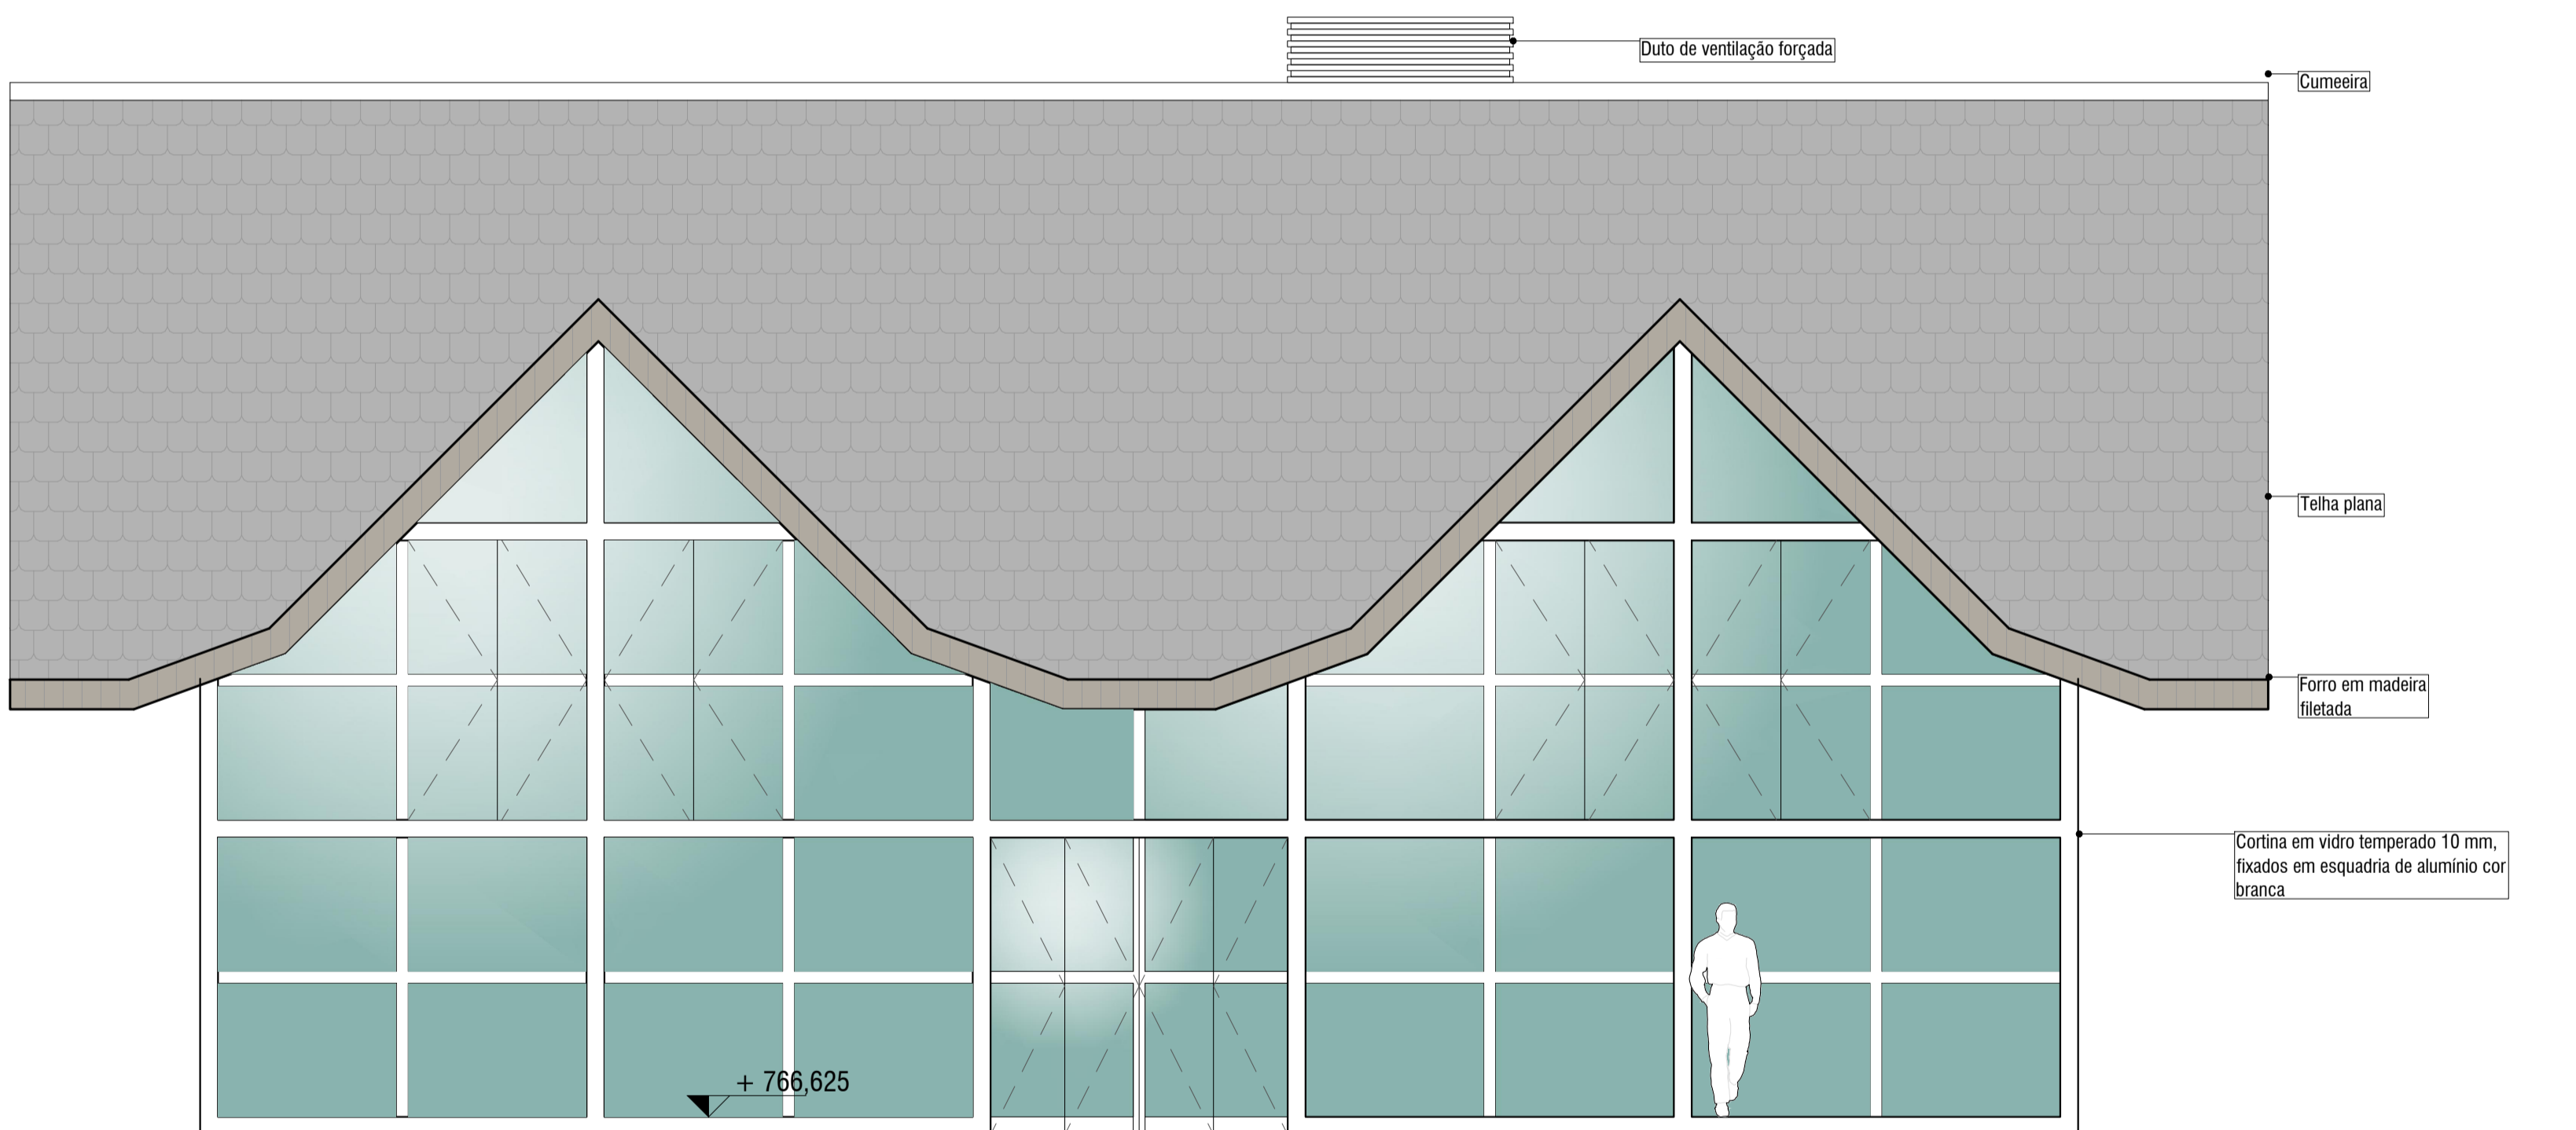 Duto de ventilação forçada
Cumeeira
Telha plana
Forro em madeira
filetada
Cortina em vidro temperado 10 mm,
fixados em esquadria de alumínio cor
branca
+ 766,625